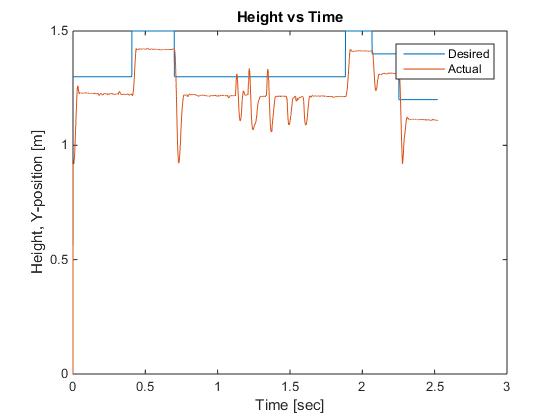 Height vs Time
Desired
Actual
Height, Y-position [m]
1.5
1
0.5
0
0
0.5
1
1.5
2
2.5
3
Time [sec]